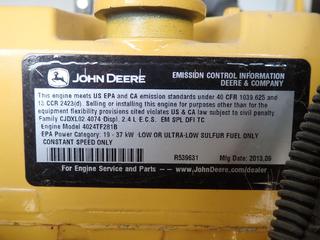 JOHN DEERE
EMISSION CONTROL INFORMATION
DEERE & COMPANY
This engine meets US EPA and CA emission standards under 40 CFR 1039.625 and
13 CCR 2423(d). Selling or installing this engine for any purpose other than for the
equipment flexibility provisions cited violates US & CA law subject to civil penalty.
Family CJDXL02.4074 Displ. 2.4 L E.C.S. EM SPL DFI TC
Engine Model 4024TF281B
EPA Power Category: 19 - 37 kW LOW OR ULTRA-LOW SULFUR FUEL ONLY
CONSTANT SPEED ONLY
R539631 Mfg Date: 2013,09
For Engine Service and Parts: JohnDeere.com/dealer